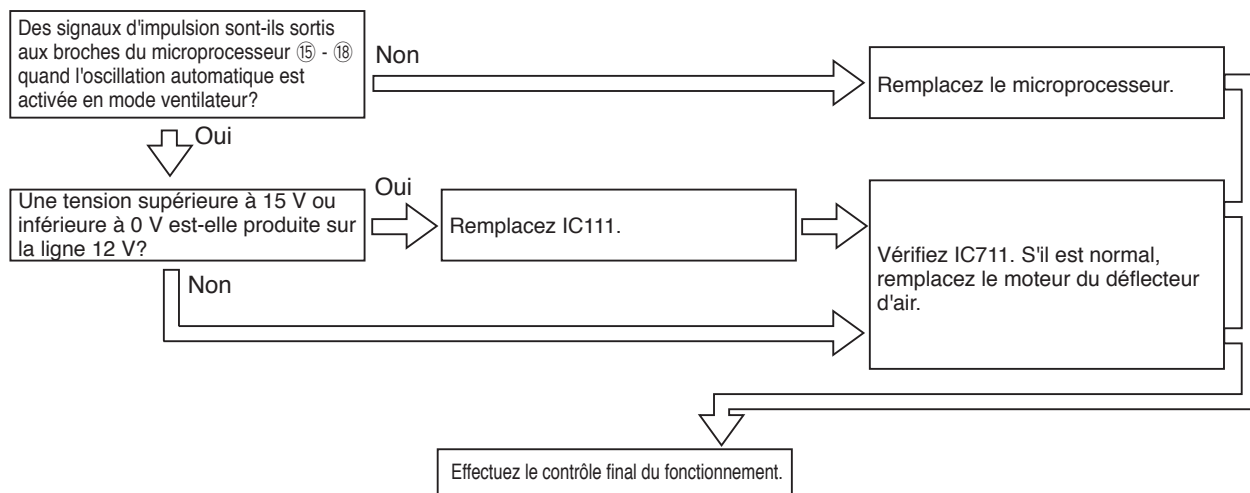 Des signaux d'impulsion sont-ils sortis
aux broches du microprocesseur ⑮ - ⑱
quand l'oscillation automatique est
activée en mode ventilateur?
Non
Remplacez le microprocesseur.
Oui
Une tension supérieure à 15 V ou
inférieure à 0 V est-elle produite sur
la ligne 12 V?
Oui
Remplacez IC111.
Vérifiez IC711. S'il est normal,
remplacez le moteur du déflecteur
d'air.
Non
Effectuez le contrôle final du fonctionnement.